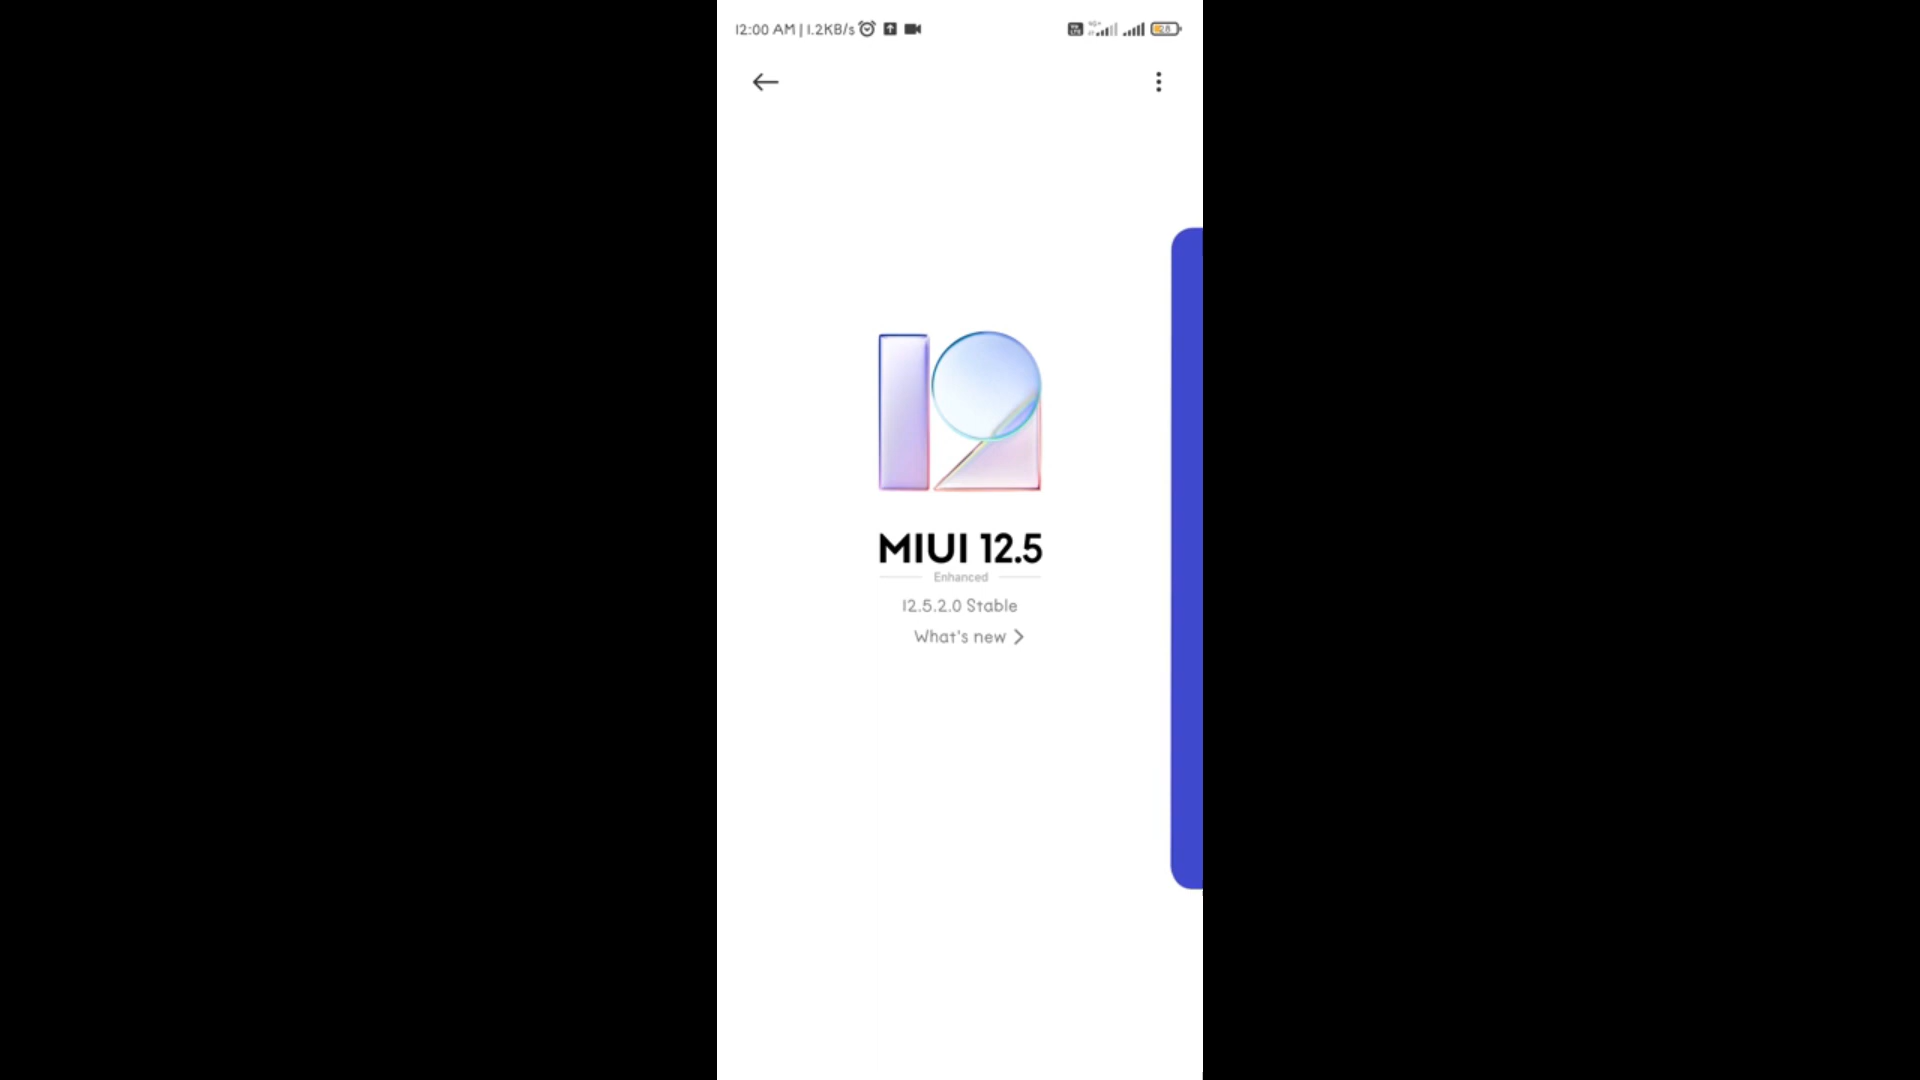 12:00 AM | 1.2KB/s
MIUI 12.5
Enhanced
12.5.2.0 Stable
What's new